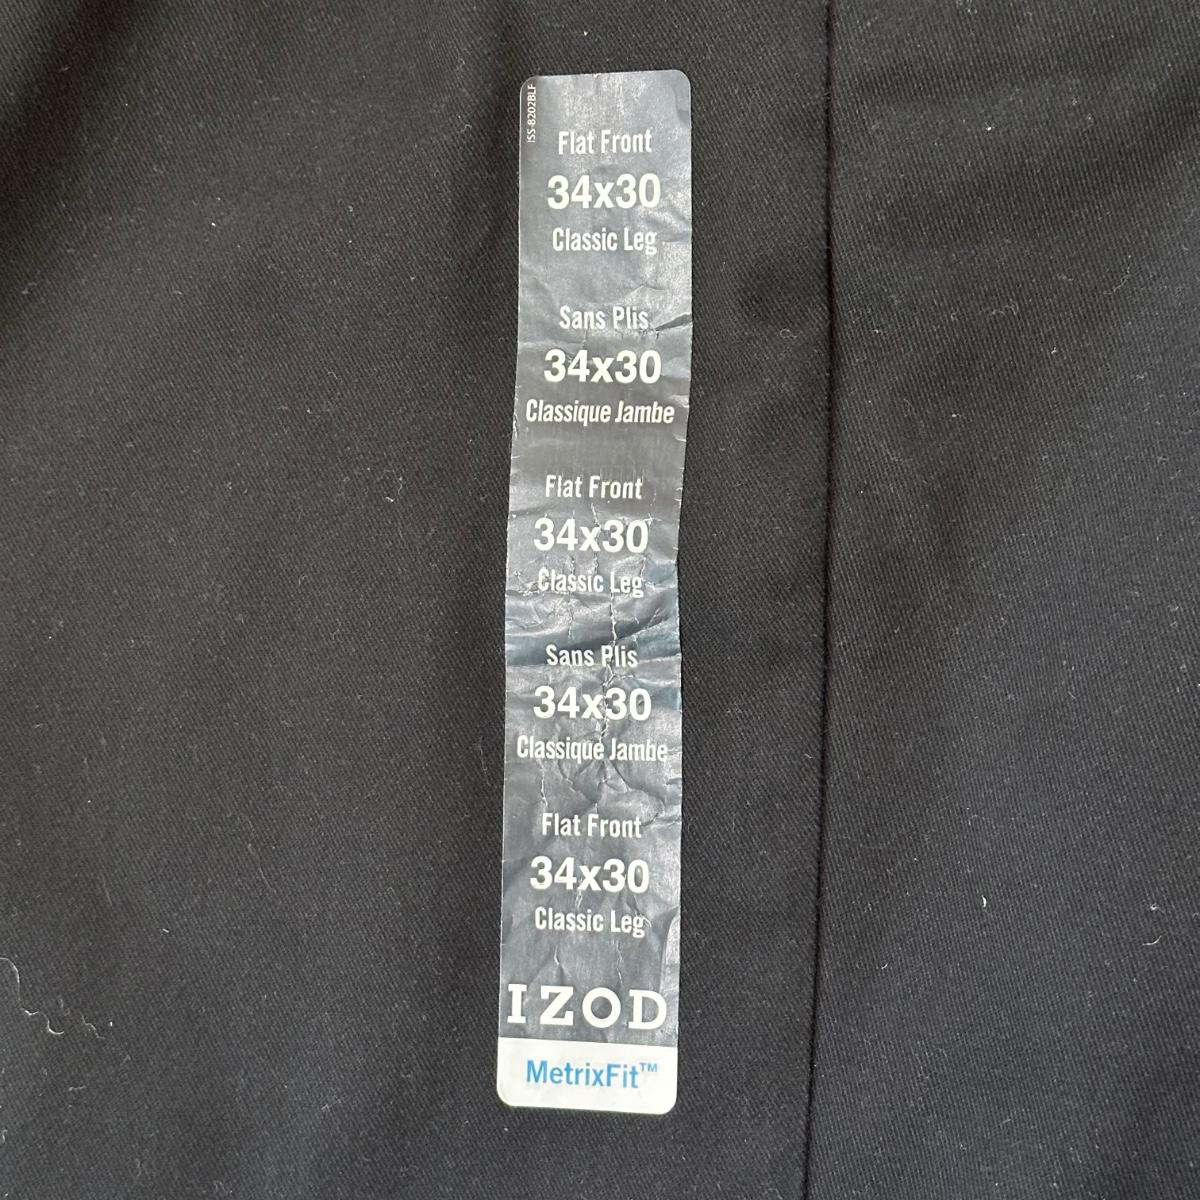 ISS-8202BLF
Flat Front
34x30
Classic Leg
Sans Plis
34x30
Classique Jambe
Flat Front
34x30
Classic Leg
Sans Plis
34x30
Classique Jambe
Flat Front
34x30
Classic Leg
IZOD
MetrixFit™